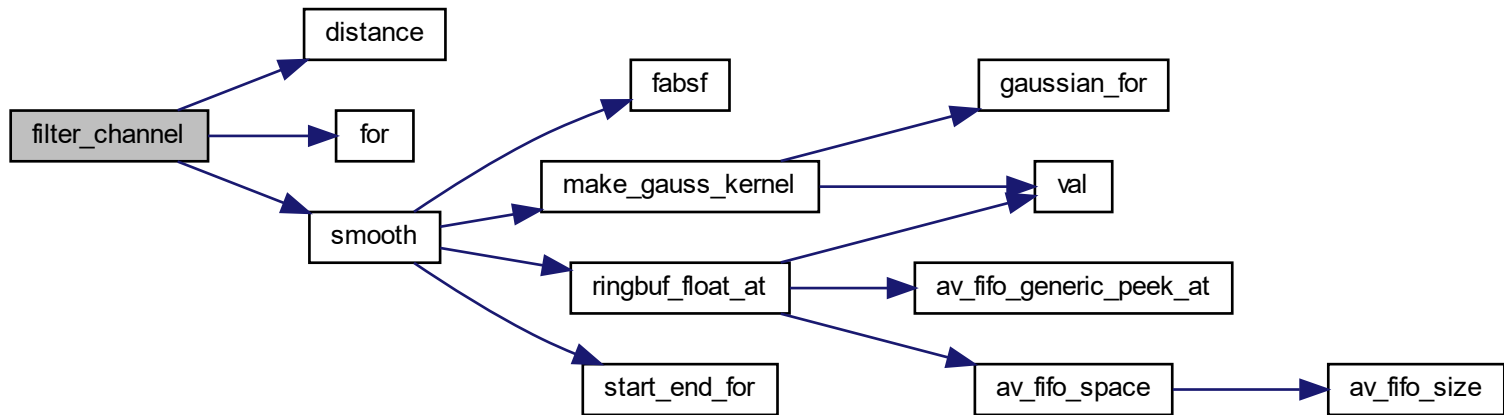 distance
fabsf
gaussian_for
filter_channel
for
make_gauss_kernel
val
smooth
ringbuf_float_at
av_fifo_generic_peek_at
start_end_for
av_fifo_space
av_fifo_size